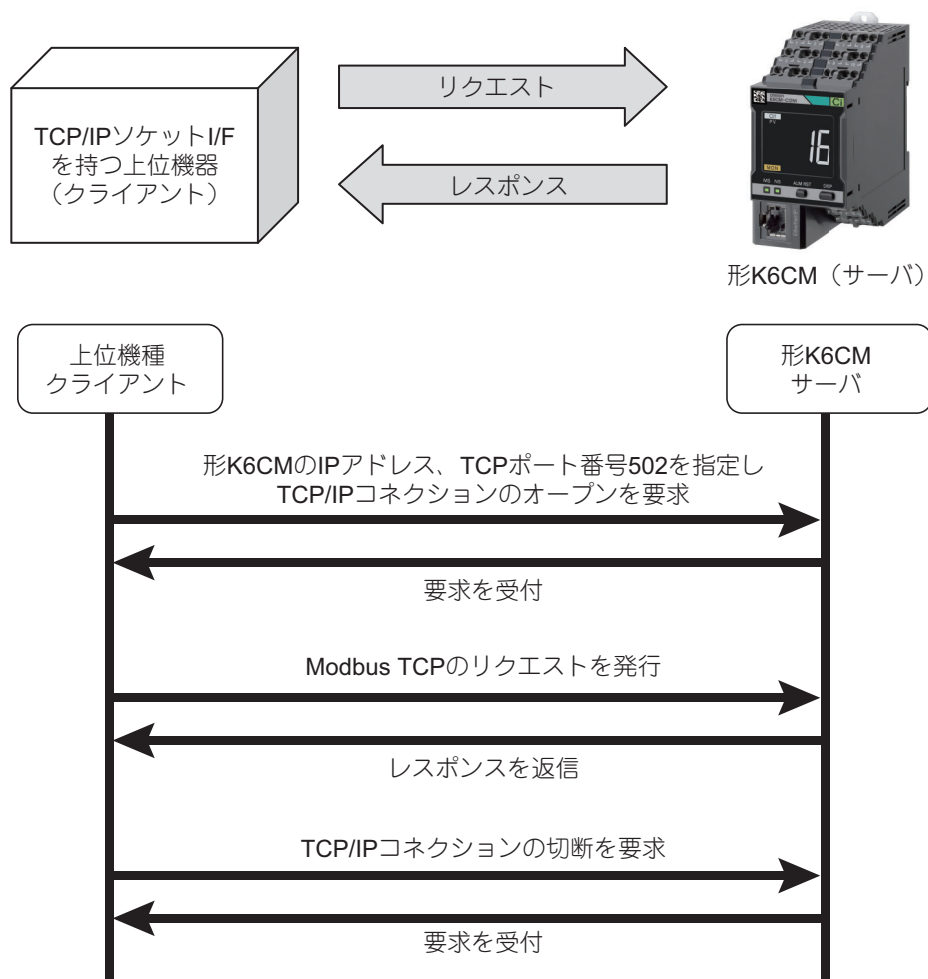 TCP/IPソケットI/F
を持つ上位機器
（クライアント）
リクエスト
レスポンス
CH
PV
16
ALM RST
DISP
形K6CM（サーバ）
上位機種
クライアント
形K6CM
サーバ
形K6CMのIPアドレス、TCPポート番号502を指定し
TCP/IPコネクションのオープンを要求
要求を受付
Modbus TCPのリクエストを発行
レスポンスを返信
TCP/IPコネクションの切断を要求
要求を受付